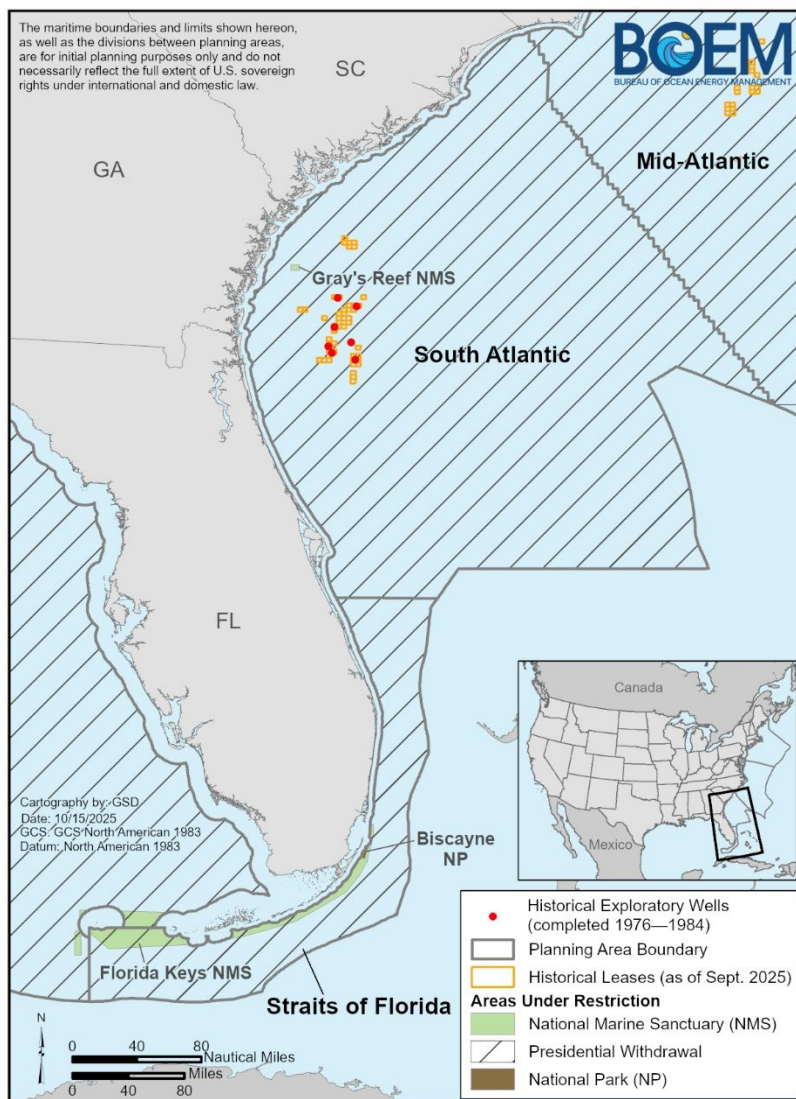 The maritime boundaries and limits shown hereon,
as well as the divisions between planning areas,
are for initial planning purposes only and do not
necessarily reflect the full extent of U.S. sovereign
rights under international and domestic law.
BOEM
BUREAU OF OCEAN ENERGY MANAGEMENT
SC
GA
Mid-Atlantic
Gray's Reef NMS
South Atlantic
FL
Canada
Mexico
Cartography by: GSD
Date: 10/15/2025
GCS: GCS North American 1983
Datum: North American 1983
Biscayne
NP
Florida Keys NMS
Straits of Florida
N
0 40 80
Nautical Miles
Miles
0 40 80
Historical Exploratory Wells
(completed 1976—1984)
Planning Area Boundary
Historical Leases (as of Sept. 2025)
Areas Under Restriction
National Marine Sanctuary (NMS)
Presidential Withdrawal
National Park (NP)